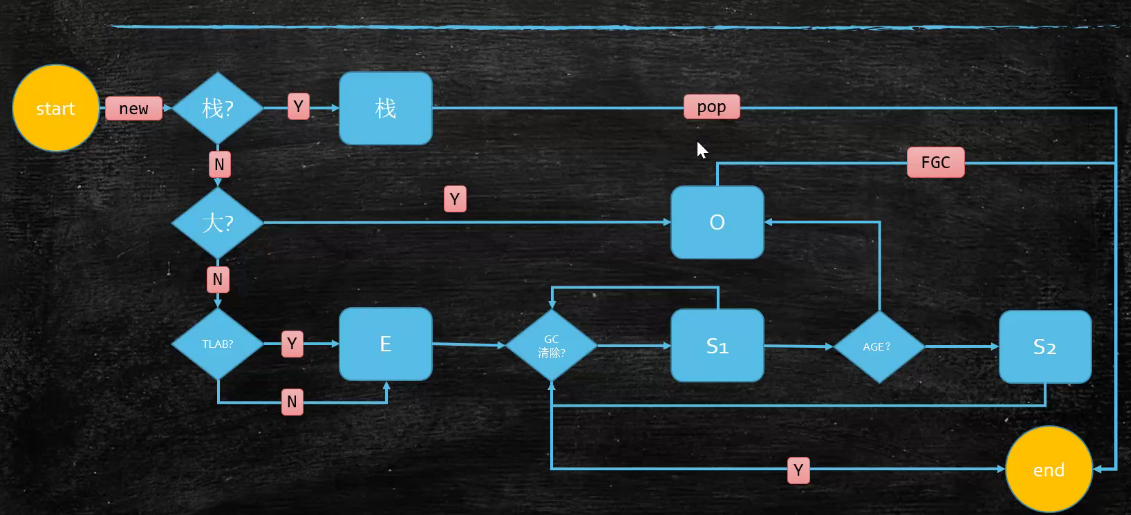 start
new
栈?
Y
栈
pop
N
FGC
大?
Y
O
N
TLAB?
Y
E
GC
清除?
S1
AGE?
S2
N
Y
end